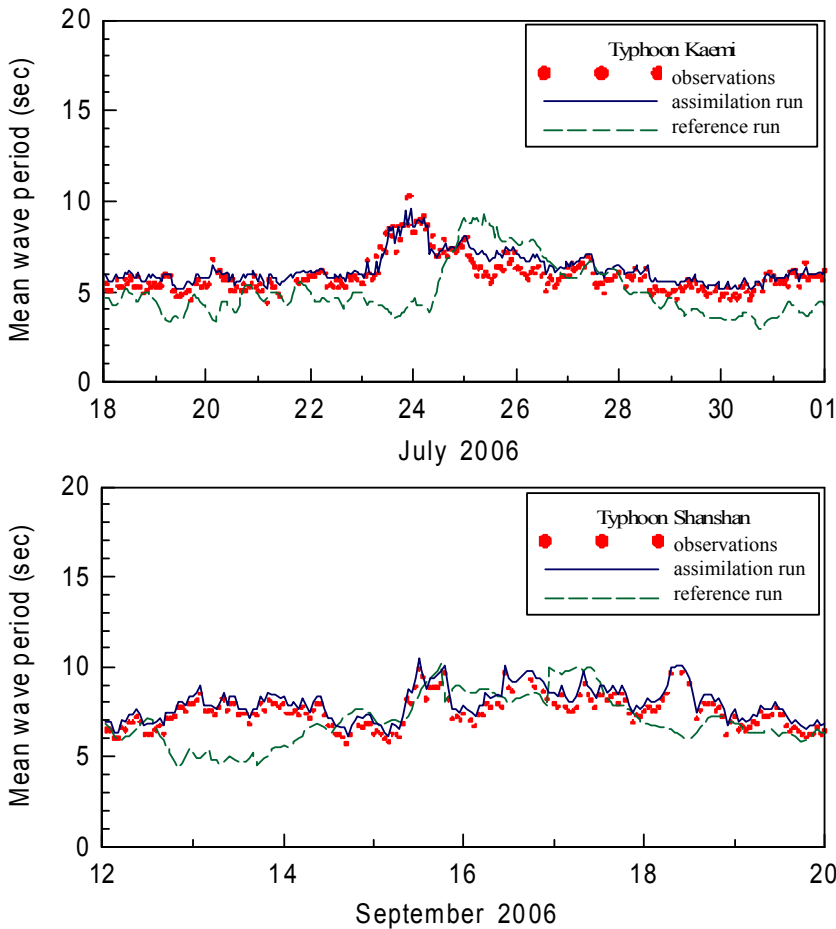 20
15
10
5
0
Mean wave period (sec)
Typhoon Kaemi
observations
assimilation run
reference run
18 20 22 24 26 28 30 01
July 2006
20
15
10
5
0
Mean wave period (sec)
Typhoon Shanshan
observations
assimilation run
reference run
12 14 16 18 20
September 2006